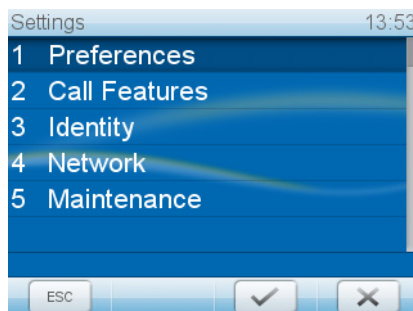 Settings 13:53
1 Preferences
2 Call Features
3 Identity
4 Network
5 Maintenance
ESC